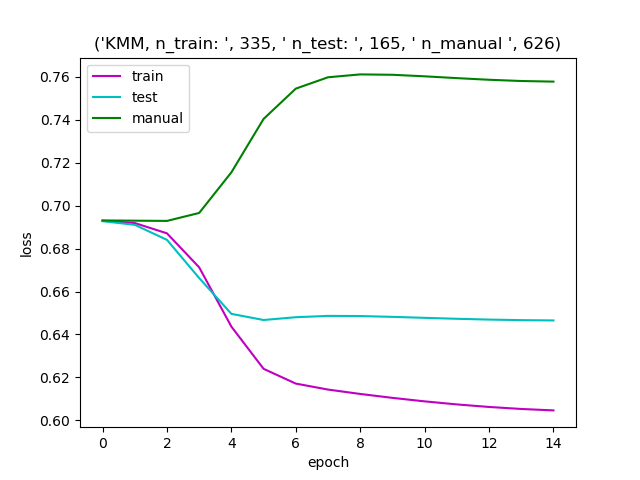 ('KMM, n_train: ', 335, ' n_test: ', 165, ' n_manual ', 626)
train
test
manual
0.76
0.74
0.72
0.70
0.68
0.66
0.64
0.62
0.60
loss
0 2 4 6 8 10 12 14
epoch